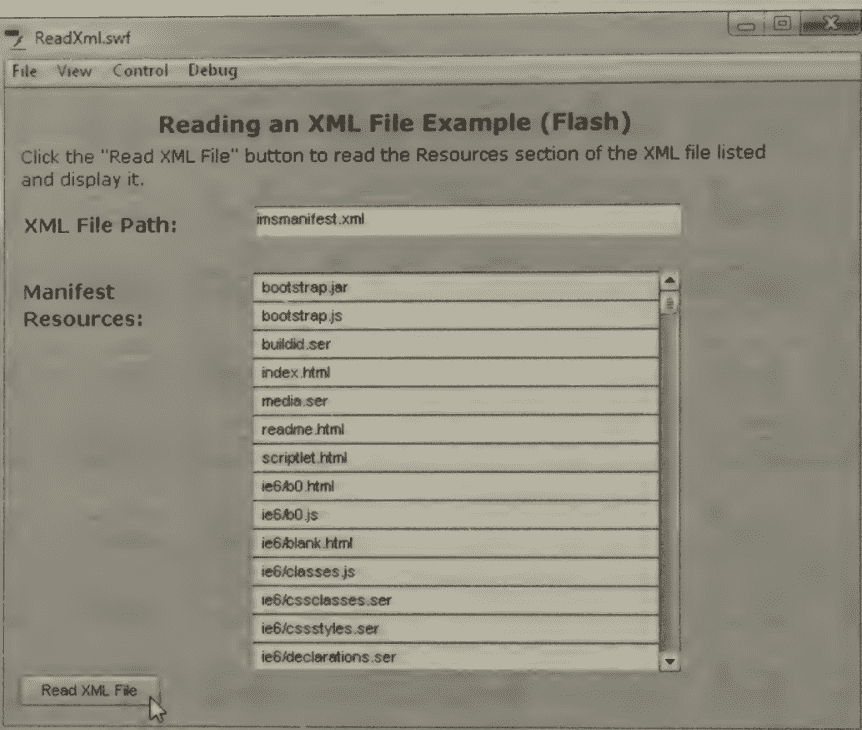 ReadXml.swf
File View Control Debug
Reading an XML File Example (Flash)
Click the "Read XML File" button to read the Resources section of the XML file listed
and display it.
XML File Path:
imsmanifest.xml
Manifest
Resources:
bootstrap.jar
bootstrap.js
buildid.ser
index.html
media.ser
readme.html
scriptlet.html
ie6/b0.html
ie6/b0.js
ie6/blank.html
ie6/classes.js
ie6/cssclasses.ser
ie6/cssstyles.ser
ie6/declarations.ser
Read XML File